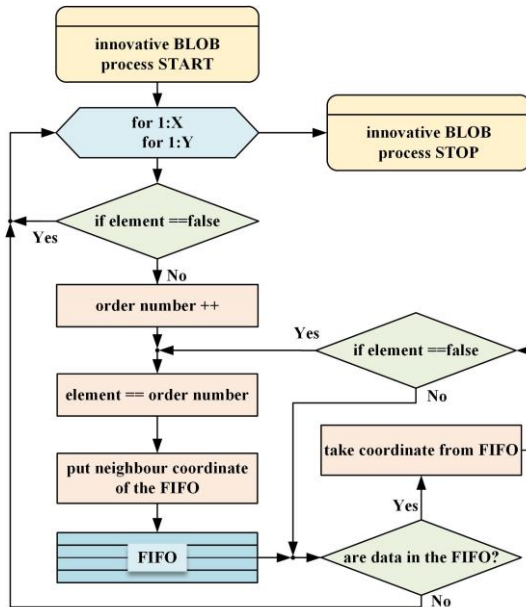 innovative BLOB
process START
for 1:X
for 1:Y
innovative BLOB
process STOP
if element ==false
Yes
No
order number ++
Yes
if element ==false
No
element == order number
put neighbour coordinate
of the FIFO
take coordinate from FIFO
Yes
FIFO
are data in the FIFO?
No